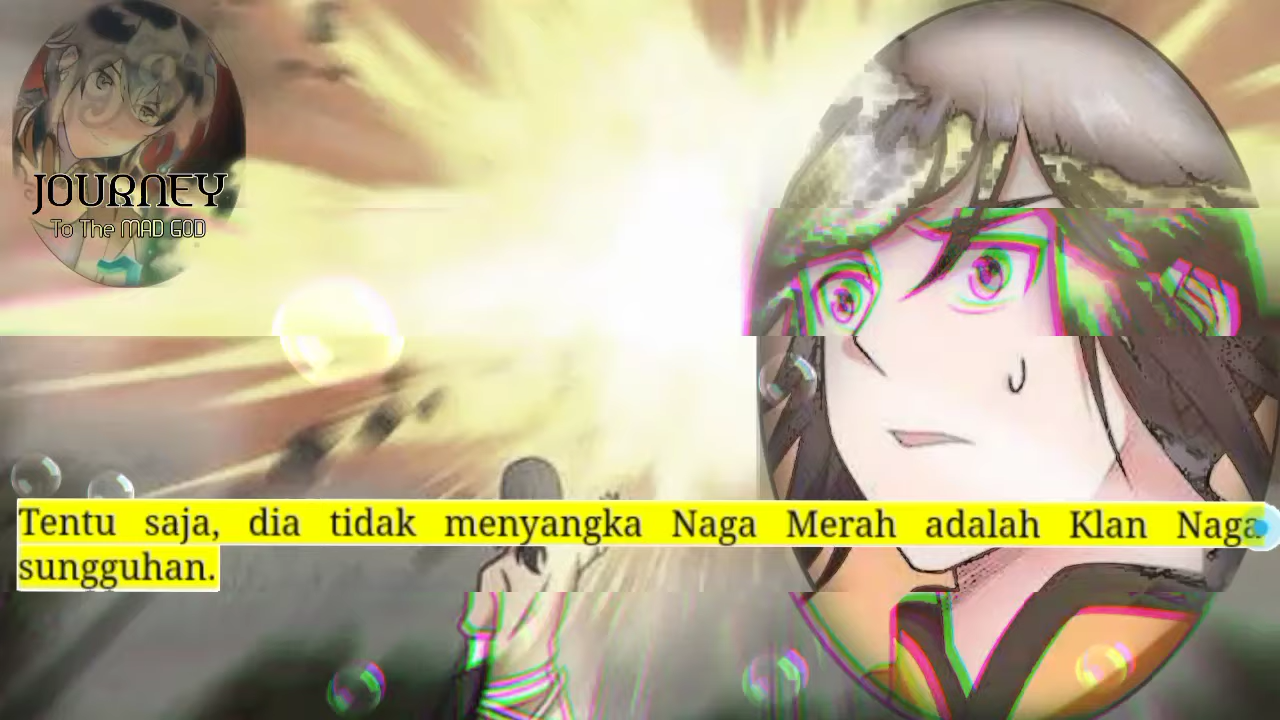 JOURNEY
To The MAD GOD
Tentu saja, dia tidak menyangka Naga Merah adalah Klan Naga
sungguhan.